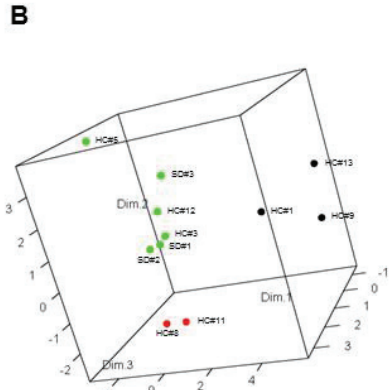 B
HC#5
SD#3
HC#13
Dim.2
HC#12
HC#1
HC#9
HC#3
SD#1
SD#2
3
2
1
0
-1
-2
-1
0
1
2
3
Dim.1
HC#11
HC#8
Dim.3
0
2
4